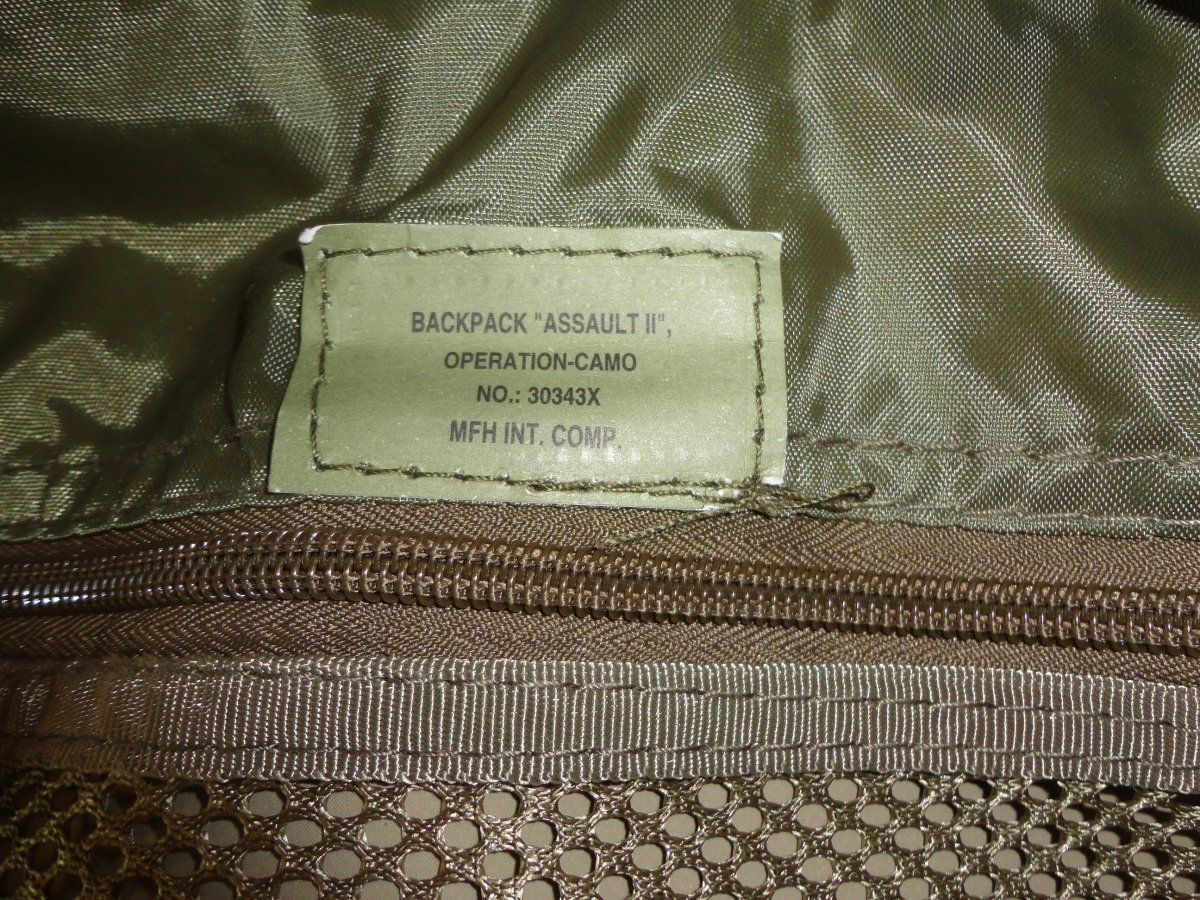 BACKPACK "ASSAULT II",
OPERATION-CAMO
NO.: 30343X
MFH INT. COMP.